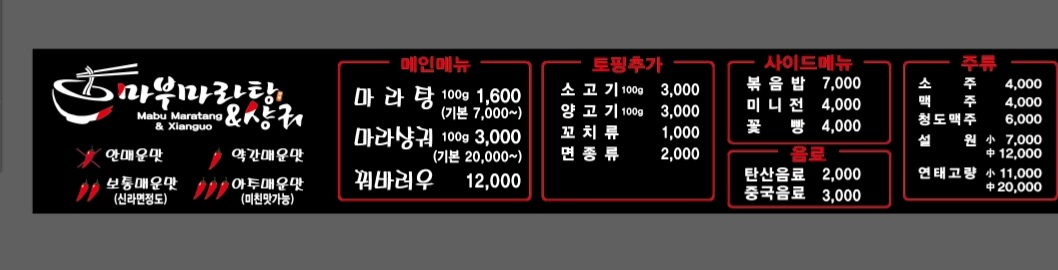 마부마라탕
&샹궈
Mabu Maratang
& Xianguo
안매운맛
약간매운맛
보통매운맛
(신라면정도)
아투매운맛
(미친맛가능)
메인메뉴
마라탕 100g 1,600
(기본 7,000~)
마라샹궈 100g 3,000
(기본 20,000~)
꿔바러우 12,000
토핑추가
소고기 100g 3,000
양고기 100g 3,000
꼬치류 1,000
면종류 2,000
사이드메뉴
볶음밥 7,000
미니전 4,000
꽃빵 4,000
음료
탄산음료 2,000
중국음료 3,000
주류
소주 4,000
맥주 4,000
청도맥주 6,000
설원 小 7,000
中 12,000
연태고량 小 11,000
中 20,000